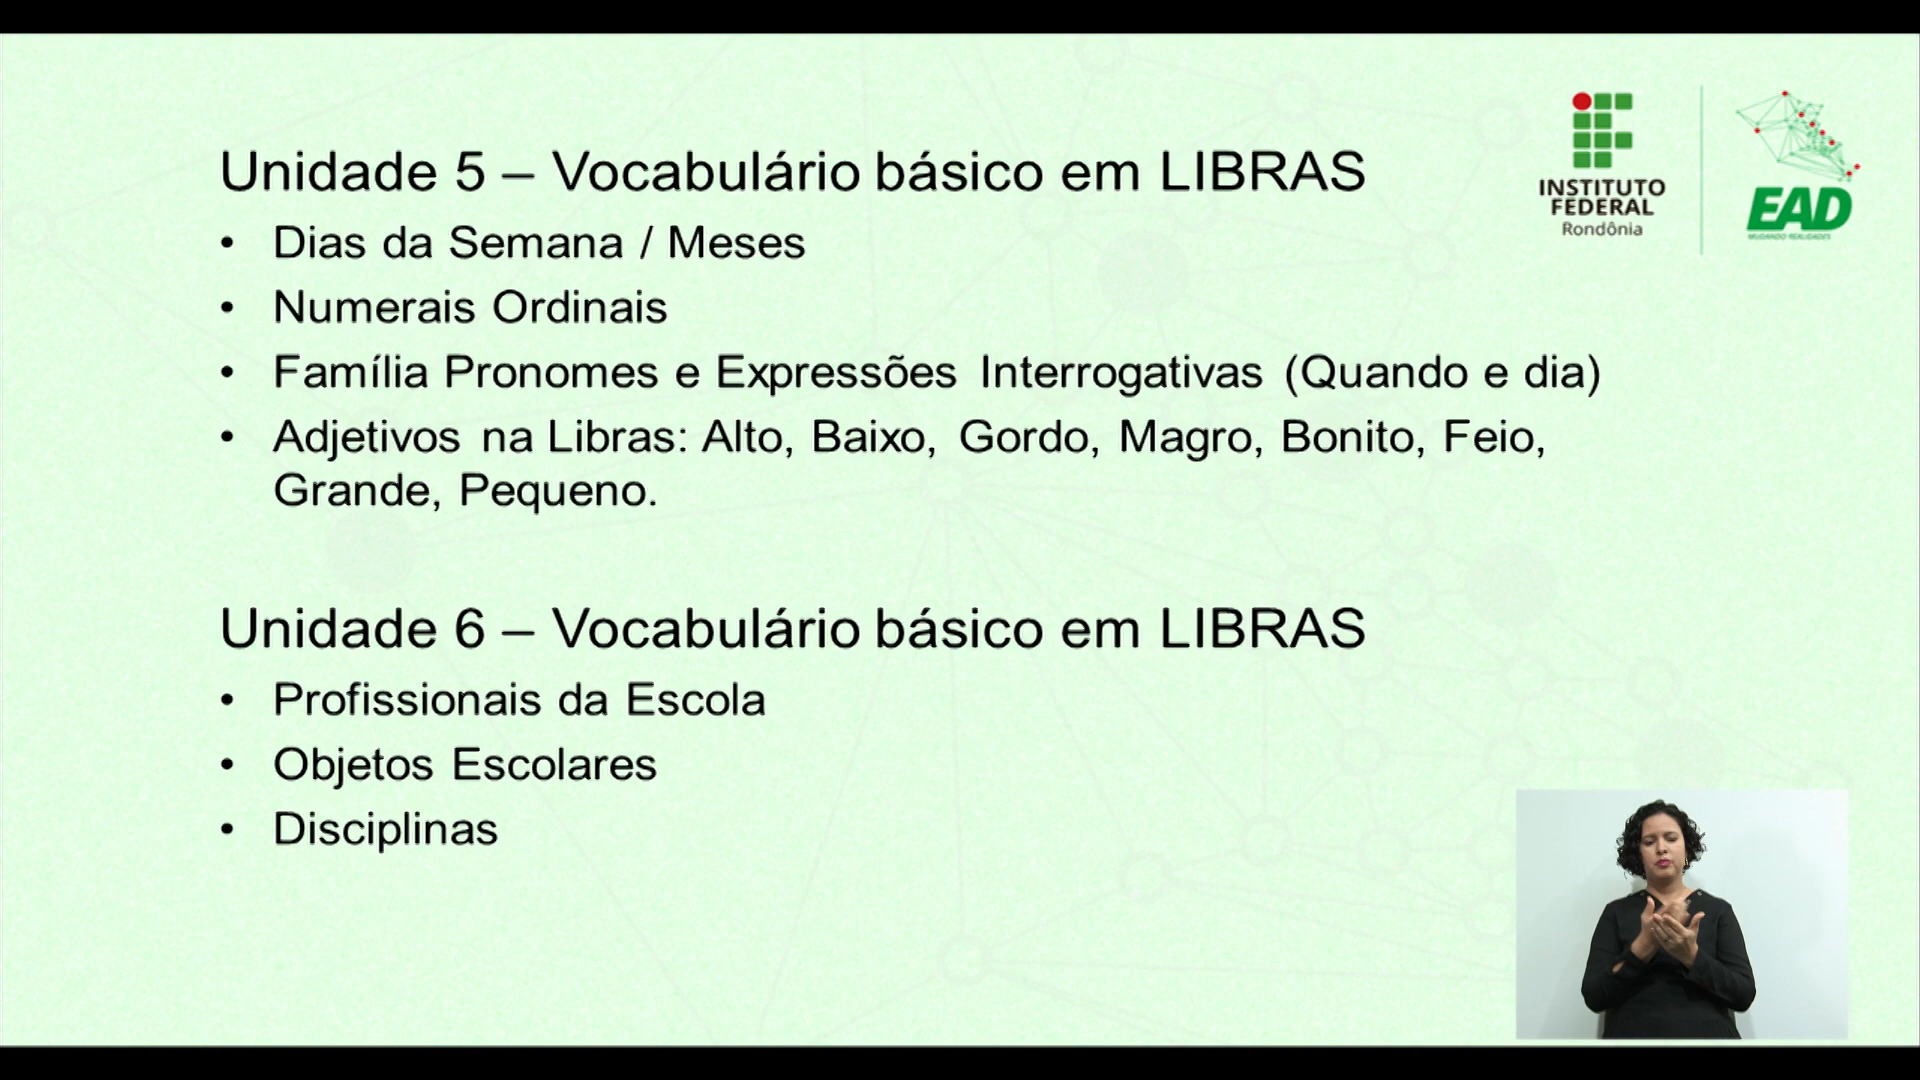 Unidade 5 – Vocabulário básico em LIBRAS
• Dias da Semana / Meses
• Numerais Ordinais
• Família Pronomes e Expressões Interrogativas (Quando e dia)
• Adjetivos na Libras: Alto, Baixo, Gordo, Magro, Bonito, Feio,
Grande, Pequeno.
Unidade 6 – Vocabulário básico em LIBRAS
• Profissionais da Escola
• Objetos Escolares
• Disciplinas
INSTITUTO
FEDERAL
Rondônia
EAD
MUDANDO REALIDADES